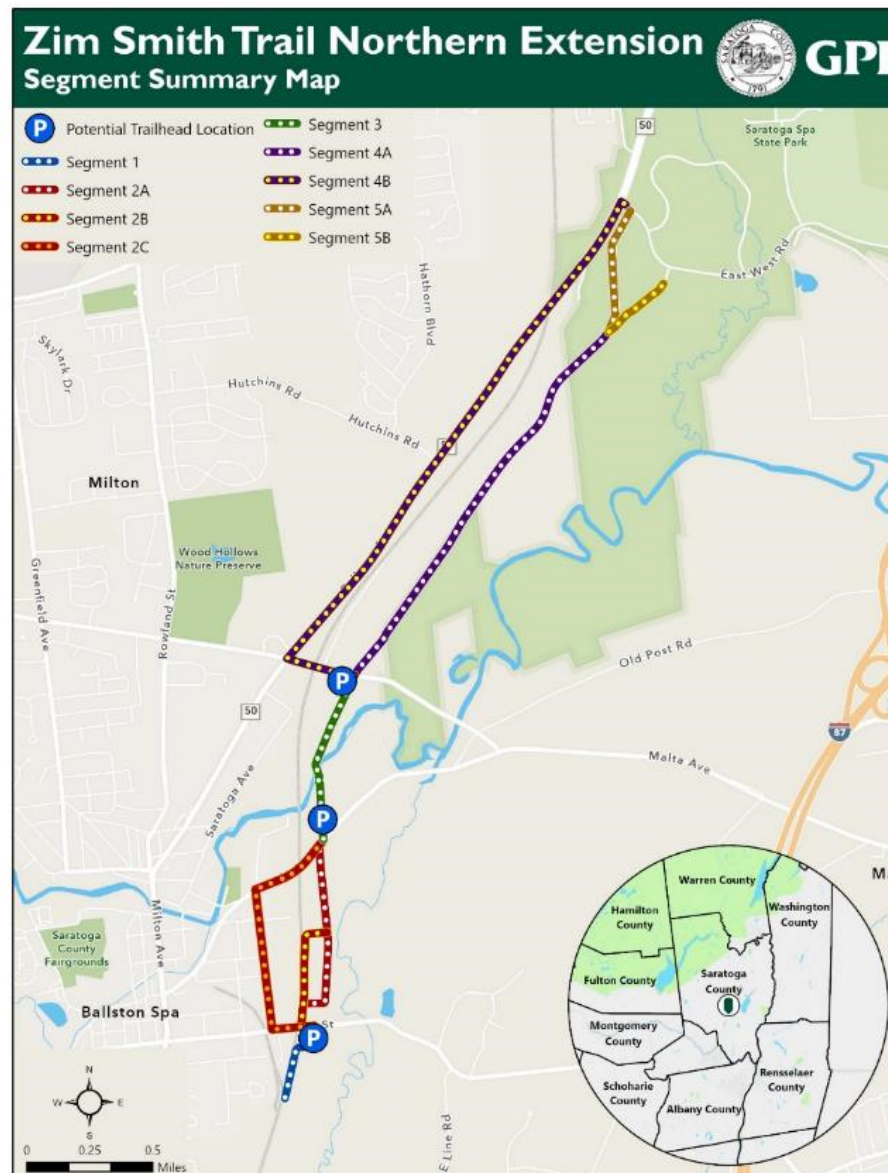 Zim Smith Trail Northern Extension
Segment Summary Map
SARATOGA COUNTY
1791
GPI
P Potential Trailhead Location
Segment 1
Segment 2A
Segment 2B
Segment 2C
Segment 3
Segment 4A
Segment 4B
Segment 5A
Segment 5B
50
Saratoga Spa
State Park
East West Rd
Hathorn Blvd
Skylark Dr
Hutchins Rd
Hutchins Rd
Milton
Wood Hollows
Nature Preserve
Greenfield Ave
Rowland St
P
Old Post Rd
50
87
Malta Ave
Saratoga Ave
P
Milton Ave
Saratoga
County
Fairgrounds
Ballston Spa
St
P
E Line Rd
Warren County
Hamilton
County
Washington
County
Fulton County
Saratoga
County
Montgomery
County
Schoharie
County
Albany County
Rensselaer
County
N
W E
S
0 0.25 0.5
Miles